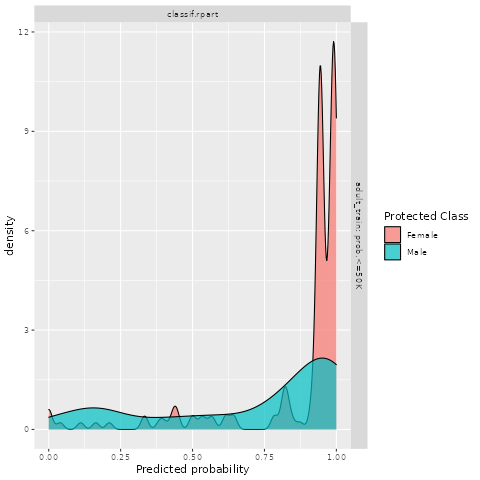 classif.rpart
12
9
6
3
0
density
0.00 0.25 0.50 0.75 1.00
Predicted probability
adult_train: prob.<=50K
Protected Class
Female
Male